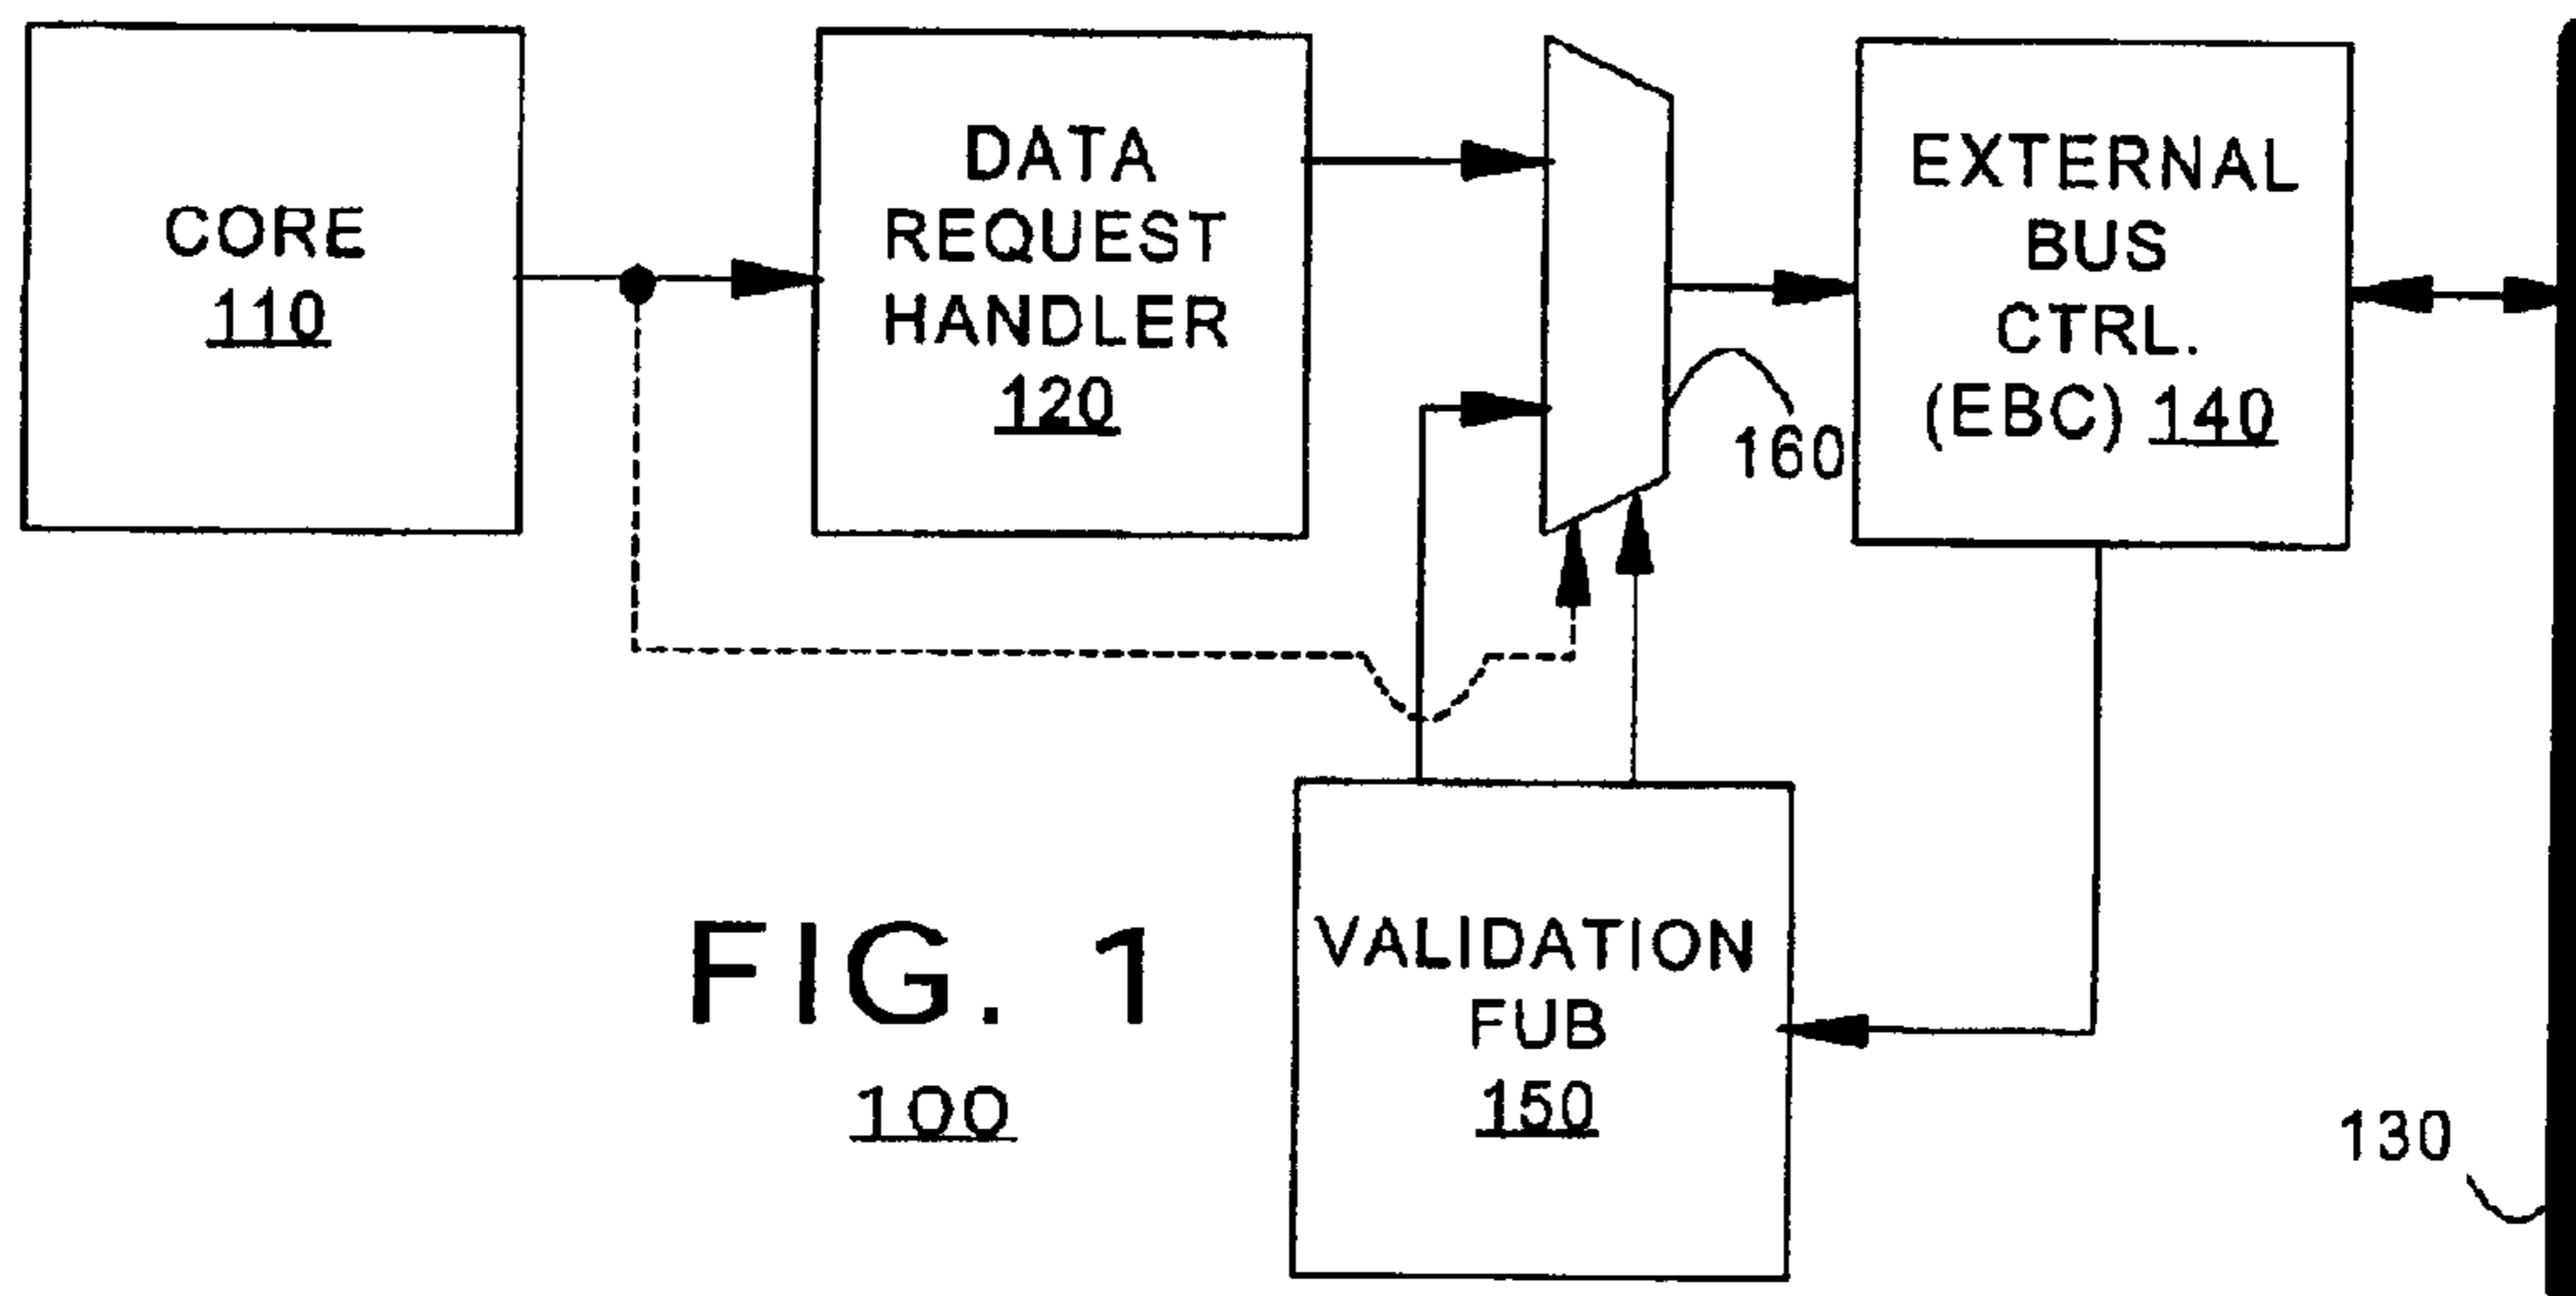 CORE
110
DATA
REQUEST
HANDLER
120
160
EXTERNAL
BUS
CTRL.
(EBC) 140
VALIDATION
FUB
150
130
FIG. 1
100